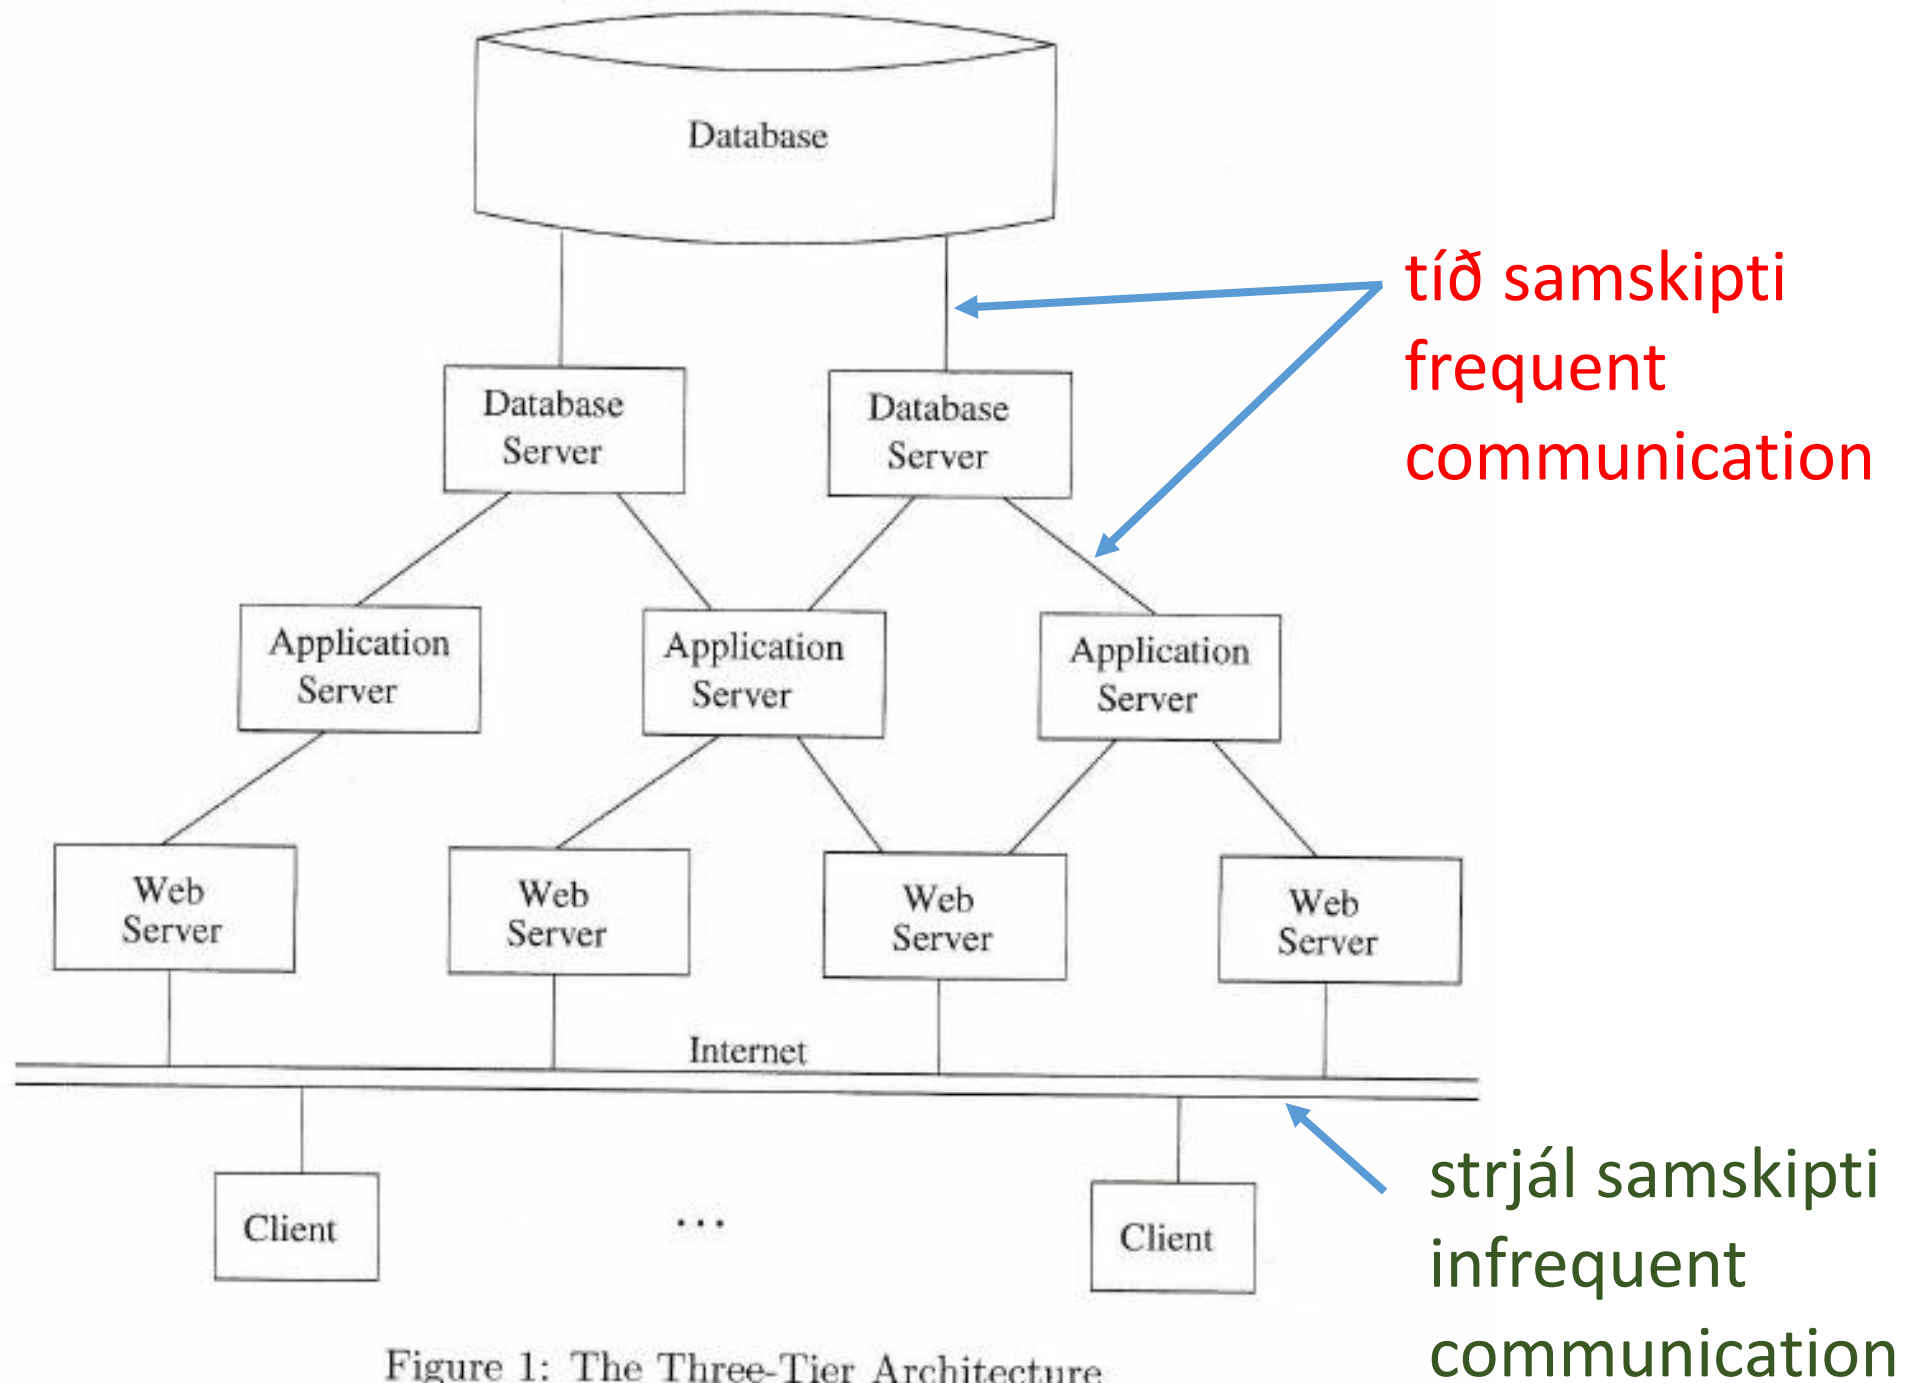 Database
tíð samskipti
frequent
communication
Database
Server
Database
Server
Application
Server
Application
Server
Application
Server
Web
Server
Web
Server
Web
Server
Web
Server
Internet
Client
...
Client
strjál samskipti
infrequent
communication
Figure 1: The Three-Tier Architecture